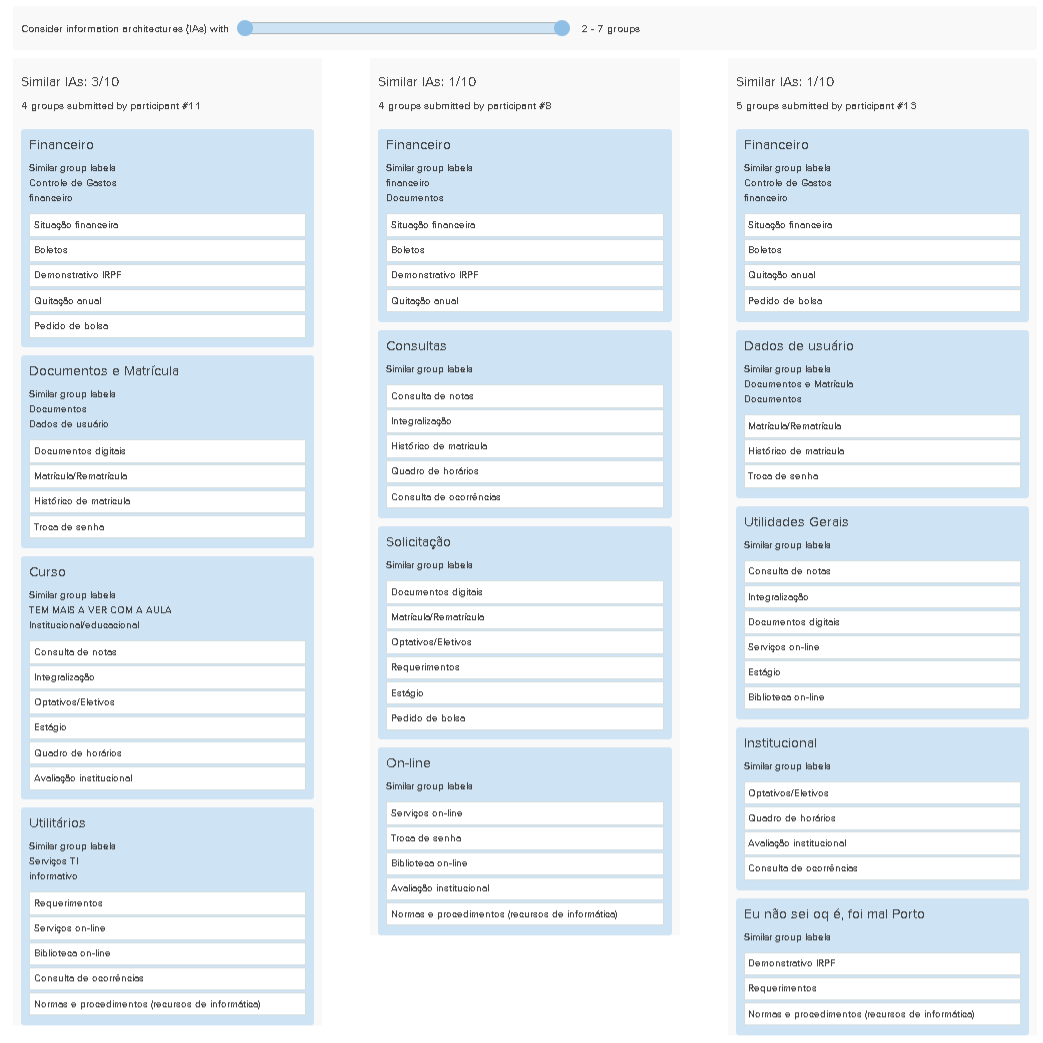 Consider information architectures (IAs) with
2 - 7 groups
Similar IAs: 3/10
4 groups submitted by participant #11
Financeiro
Similar group labels
Controle de Gastos
financeiro
Situação financeira
Boletos
Demonstrativo IRPF
Quitação anual
Pedido de bolsa
Documentos e Matrícula
Similar group labels
Documentos
Dados de usuário
Documentos digitais
Matrícula/Rematrícula
Histórico de matrícula
Troca de senha
Curso
Similar group labels
TEM MAIS A VER COM A AULA
Institucional/educacional
Consulta de notas
Integralização
Optativos/Eletivos
Estágio
Quadro de horários
Avaliação institucional
Utilitários
Similar group labels
Serviços TI
informativo
Requerimentos
Serviços on-line
Biblioteca on-line
Consulta de ocorrências
Normas e procedimentos (recursos de informática)
Similar IAs: 1/10
4 groups submitted by participant #8
Financeiro
Similar group labels
financeiro
Documentos
Situação financeira
Boletos
Demonstrativo IRPF
Quitação anual
Consultas
Similar group labels
Consulta de notas
Integralização
Histórico de matrícula
Quadro de horários
Consulta de ocorrências
Solicitação
Similar group labels
Documentos digitais
Matrícula/Rematrícula
Optativos/Eletivos
Requerimentos
Estágio
Pedido de bolsa
On-line
Similar group labels
Serviços on-line
Troca de senha
Biblioteca on-line
Avaliação institucional
Normas e procedimentos (recursos de informática)
Similar IAs: 1/10
5 groups submitted by participant #13
Financeiro
Similar group labels
Controle de Gastos
financeiro
Situação financeira
Boletos
Quitação anual
Pedido de bolsa
Dados de usuário
Similar group labels
Documentos e Matrícula
Documentos
Matrícula/Rematrícula
Histórico de matrícula
Troca de senha
Utilidades Gerais
Similar group labels
Consulta de notas
Integralização
Documentos digitais
Serviços on-line
Estágio
Biblioteca on-line
Institucional
Similar group labels
Optativos/Eletivos
Quadro de horários
Avaliação institucional
Consulta de ocorrências
Eu não sei oq é, foi mal Porto
Similar group labels
Demonstrativo IRPF
Requerimentos
Normas e procedimentos (recursos de informática)